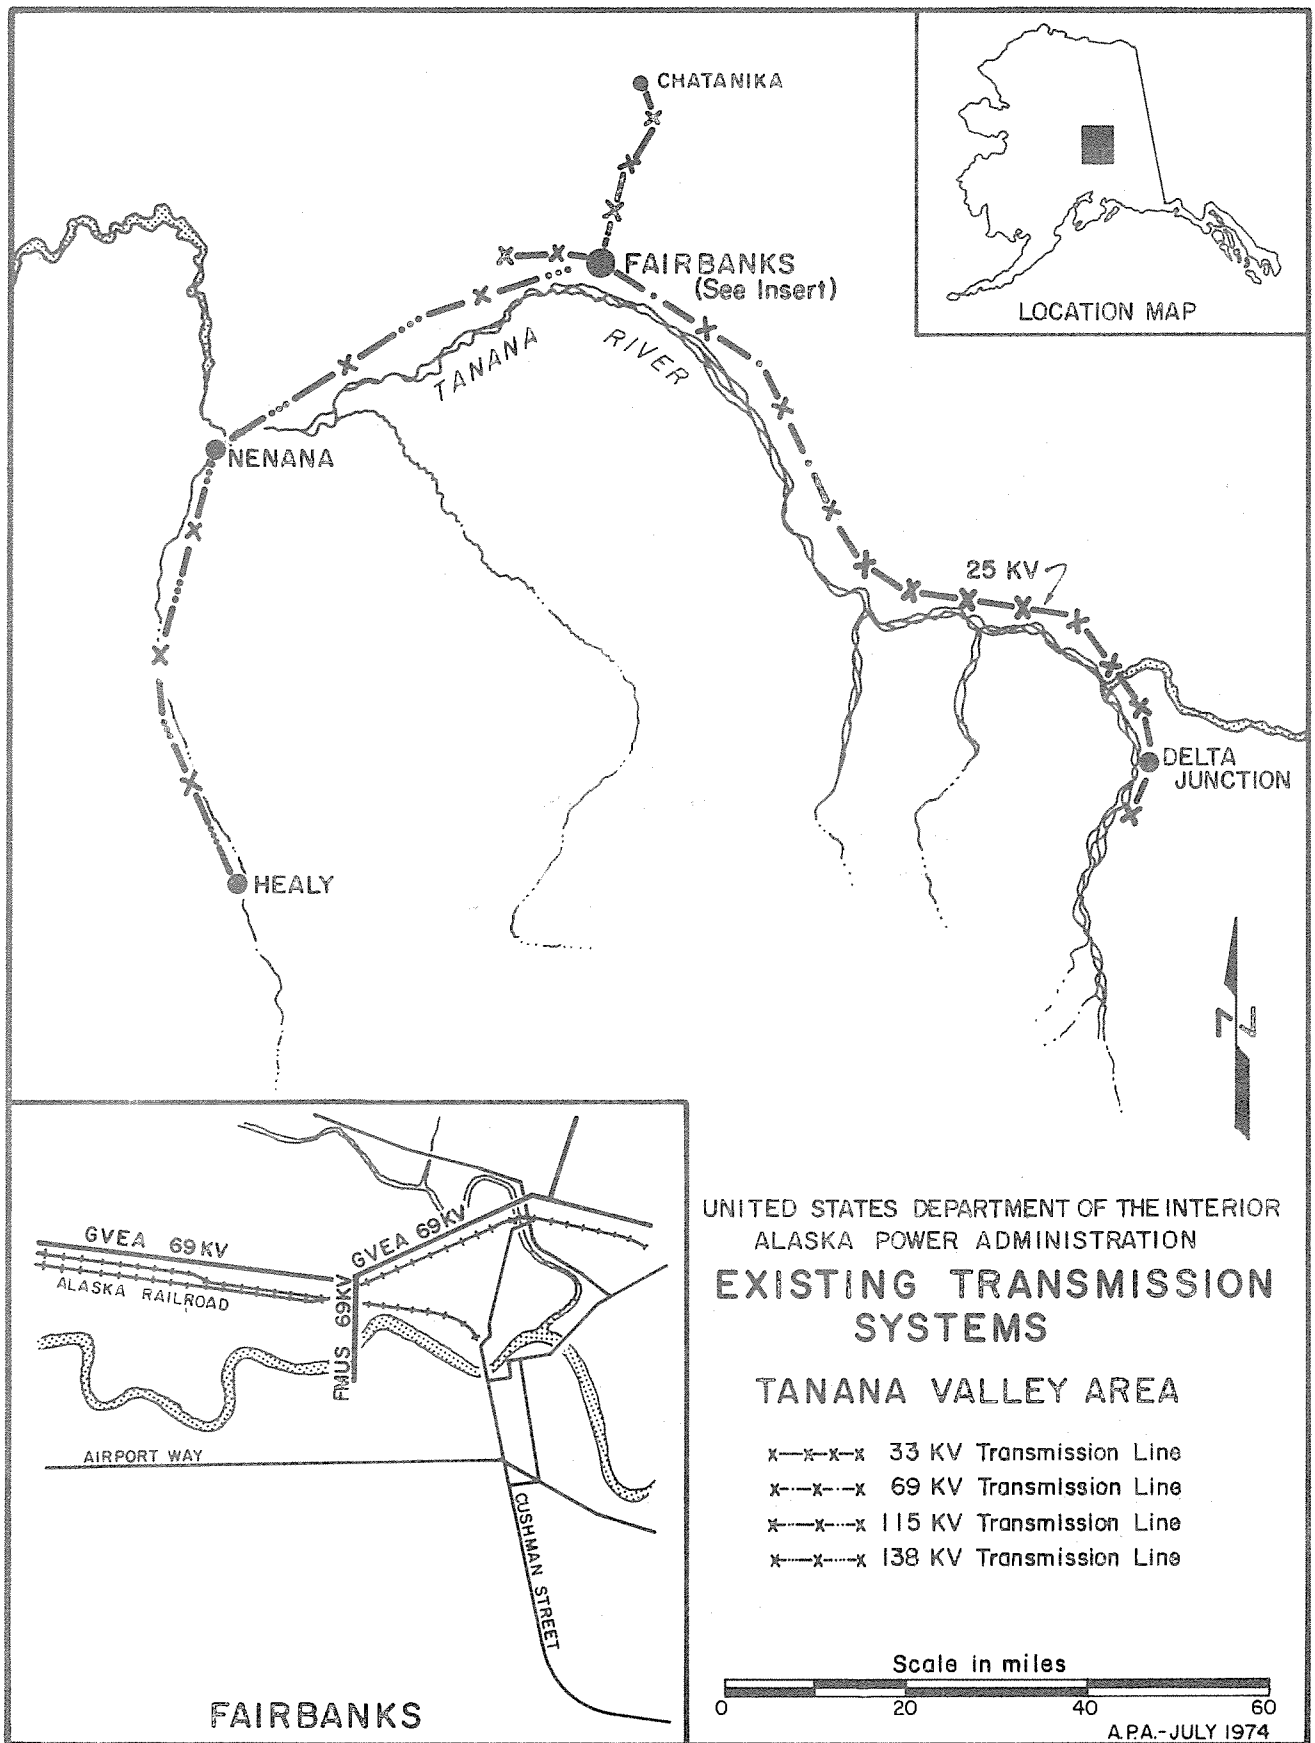 CHATANIKA
FAIRBANKS
(See Insert)
LOCATION MAP
TANANA RIVER
NENANA
25 KV
DELTA
JUNCTION
HEALY
N
UNITED STATES DEPARTMENT OF THE INTERIOR
ALASKA POWER ADMINISTRATION
EXISTING TRANSMISSION
SYSTEMS
TANANA VALLEY AREA
x—x—x—x 33 KV Transmission Line
x-·-x-·-x 69 KV Transmission Line
x-···-x-···-x 115 KV Transmission Line
x-····-x-····-x 138 KV Transmission Line
Scale in miles
0 20 40 60
A.P.A.-JULY 1974
GVEA 69 KV
GVEA 69 KV
ALASKA RAILROAD
FMUS 69KV
AIRPORT WAY
CUSHMAN STREET
FAIRBANKS